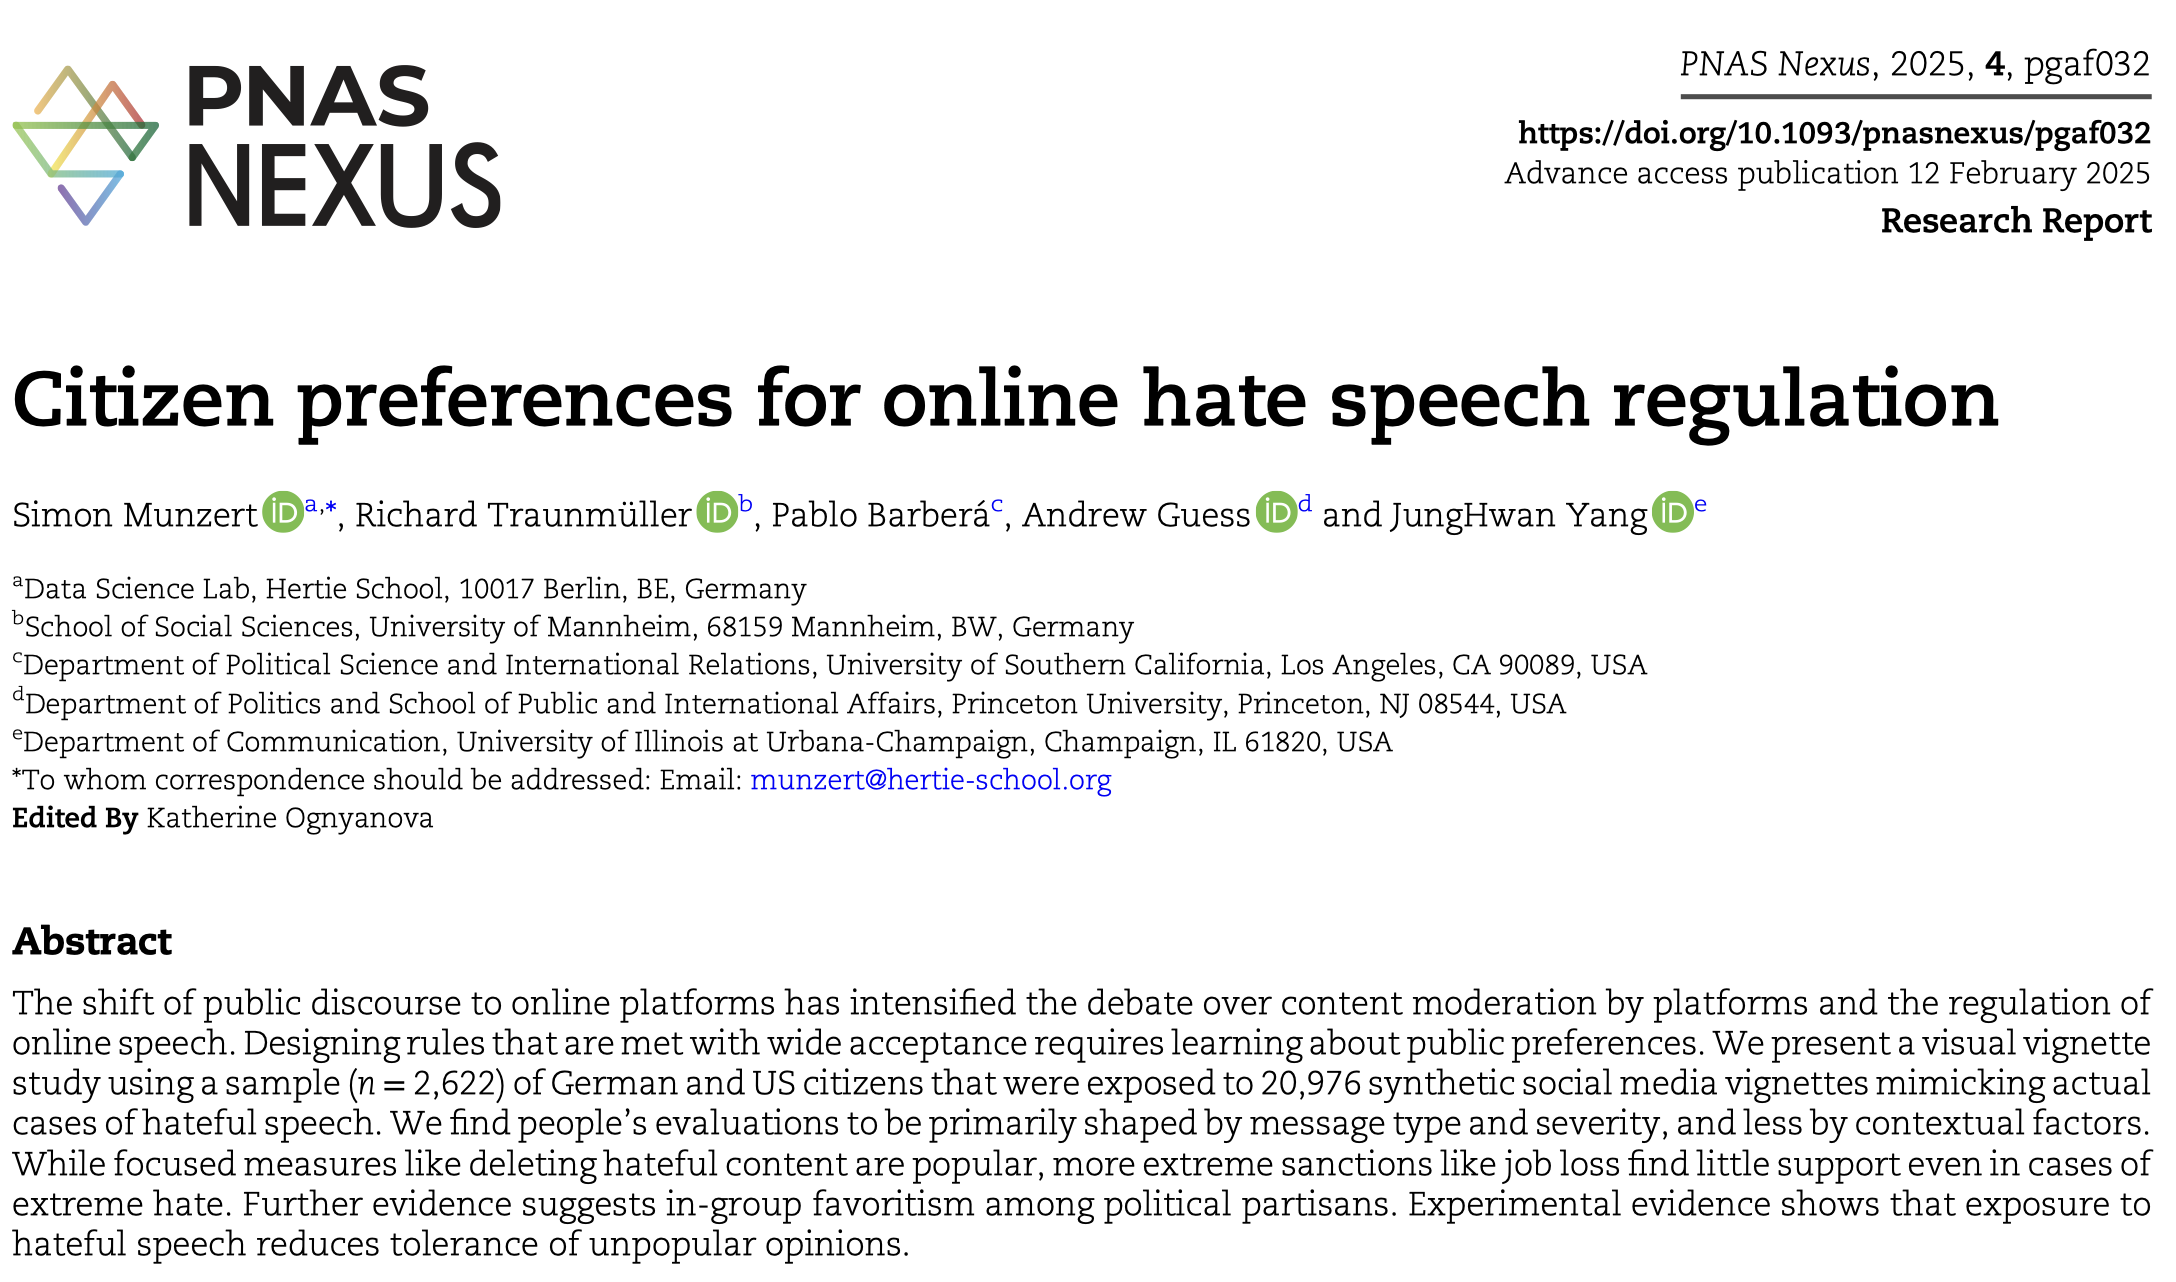 PNAS
NEXUS
PNAS Nexus, 2025, 4, pgaf032
https://doi.org/10.1093/pnasnexus/pgaf032
Advance access publication 12 February 2025
Research Report
Citizen preferences for online hate speech regulation
Simon Munzert iD a,*, Richard Traunmüller iD b, Pablo Barberá c, Andrew Guess iD d and JungHwan Yang iD e
aData Science Lab, Hertie School, 10017 Berlin, BE, Germany
bSchool of Social Sciences, University of Mannheim, 68159 Mannheim, BW, Germany
cDepartment of Political Science and International Relations, University of Southern California, Los Angeles, CA 90089, USA
dDepartment of Politics and School of Public and International Affairs, Princeton University, Princeton, NJ 08544, USA
eDepartment of Communication, University of Illinois at Urbana-Champaign, Champaign, IL 61820, USA
*To whom correspondence should be addressed: Email: munzert@hertie-school.org
Edited By Katherine Ognyanova
Abstract
The shift of public discourse to online platforms has intensified the debate over content moderation by platforms and the regulation of
online speech. Designing rules that are met with wide acceptance requires learning about public preferences. We present a visual vignette
study using a sample (n = 2,622) of German and US citizens that were exposed to 20,976 synthetic social media vignettes mimicking actual
cases of hateful speech. We find people's evaluations to be primarily shaped by message type and severity, and less by contextual factors.
While focused measures like deleting hateful content are popular, more extreme sanctions like job loss find little support even in cases of
extreme hate. Further evidence suggests in-group favoritism among political partisans. Experimental evidence shows that exposure to
hateful speech reduces tolerance of unpopular opinions.